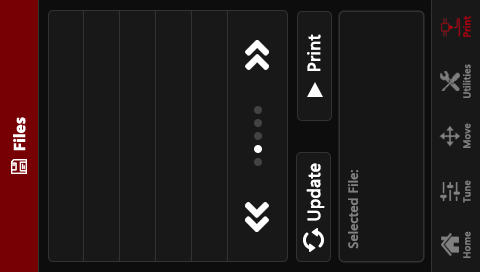 Files
Print
Update
Selected File:
Home
Tune
Move
Utilities
Print